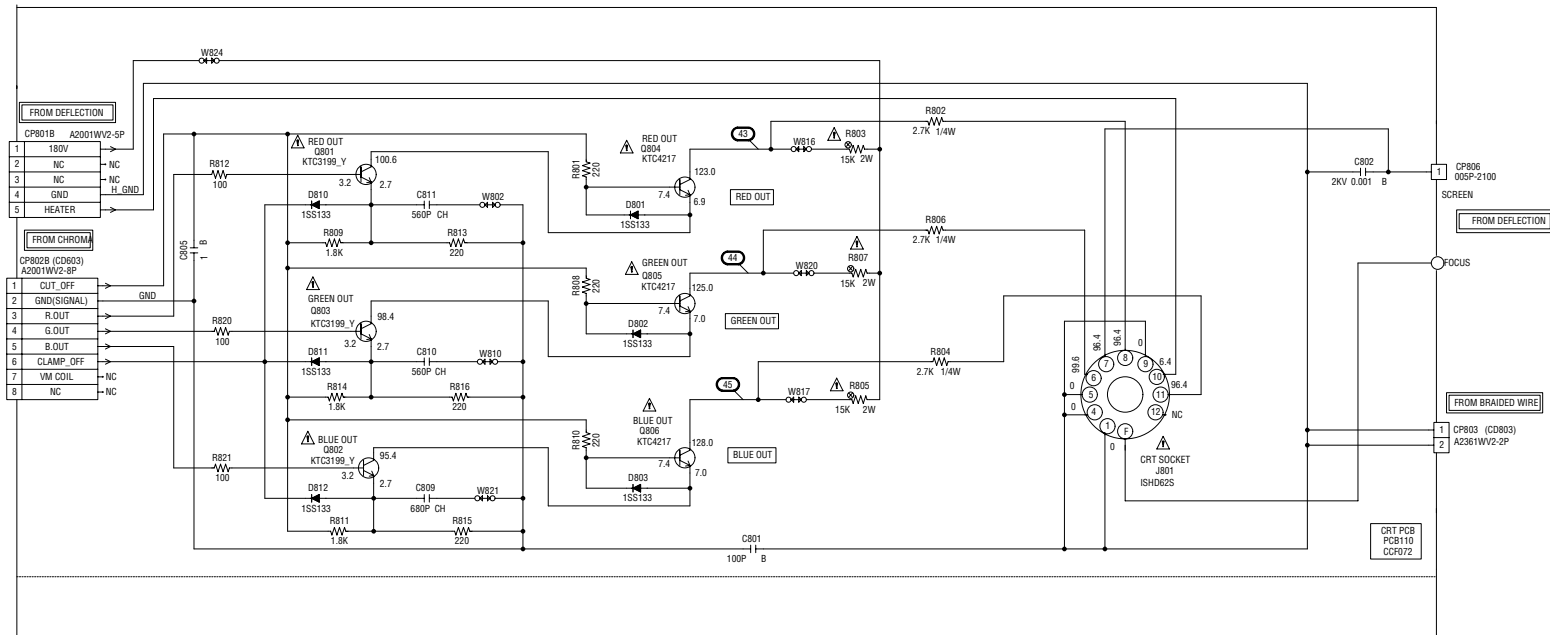 W824
FROM DEFLECTION
CP801B A2001WV2-5P
1 180V
2 NC NC
3 NC NC
4 GND H_GND
5 HEATER
FROM CHROMA
CP802B (CD603)
A2001WV2-8P
1 CUT_OFF
2 GND(SIGNAL) GND
3 R.OUT
4 G.OUT
5 B.OUT
6 CLAMP_OFF
7 VM COIL NC
8 NC NC
C805
1 B
R812
100
R820
100
R821
100
RED OUT
Q801
KTC3199_Y
100.6
3.2
2.7
D810
1SS133
C811
560P CH
W802
R809
1.8K
R813
220
GREEN OUT
Q803
KTC3199_Y
98.4
3.2
2.7
D811
1SS133
C810
560P CH
W810
R814
1.8K
R816
220
BLUE OUT
Q802
KTC3199_Y
95.4
3.2
2.7
D812
1SS133
C809
680P CH
W821
R811
1.8K
R815
220
R801
220
RED OUT
Q804
KTC4217
123.0
7.4
6.9
D801
1SS133
RED OUT
R808
220
GREEN OUT
Q805
KTC4217
125.0
7.4
7.0
D802
1SS133
GREEN OUT
R810
220
BLUE OUT
Q806
KTC4217
128.0
7.4
7.0
D803
1SS133
BLUE OUT
43
W816
R803
15K 2W
44
W820
R807
15K 2W
45
W817
R805
15K 2W
R802
2.7K 1/4W
R806
2.7K 1/4W
R804
2.7K 1/4W
C801
100P B
99.6
96.4
96.4
0
6.4
96.4
0
0
0
0
NC
1
4
5
6
7
8
9
10
11
12
F
CRT SOCKET
J801
ISHD62S
C802
2KV 0.001 B
1
CP806
005P-2100
SCREEN
FROM DEFLECTION
FOCUS
FROM BRAIDED WIRE
1 CP803 (CD803)
2 A2361WV2-2P
CRT PCB
PCB110
CCF072